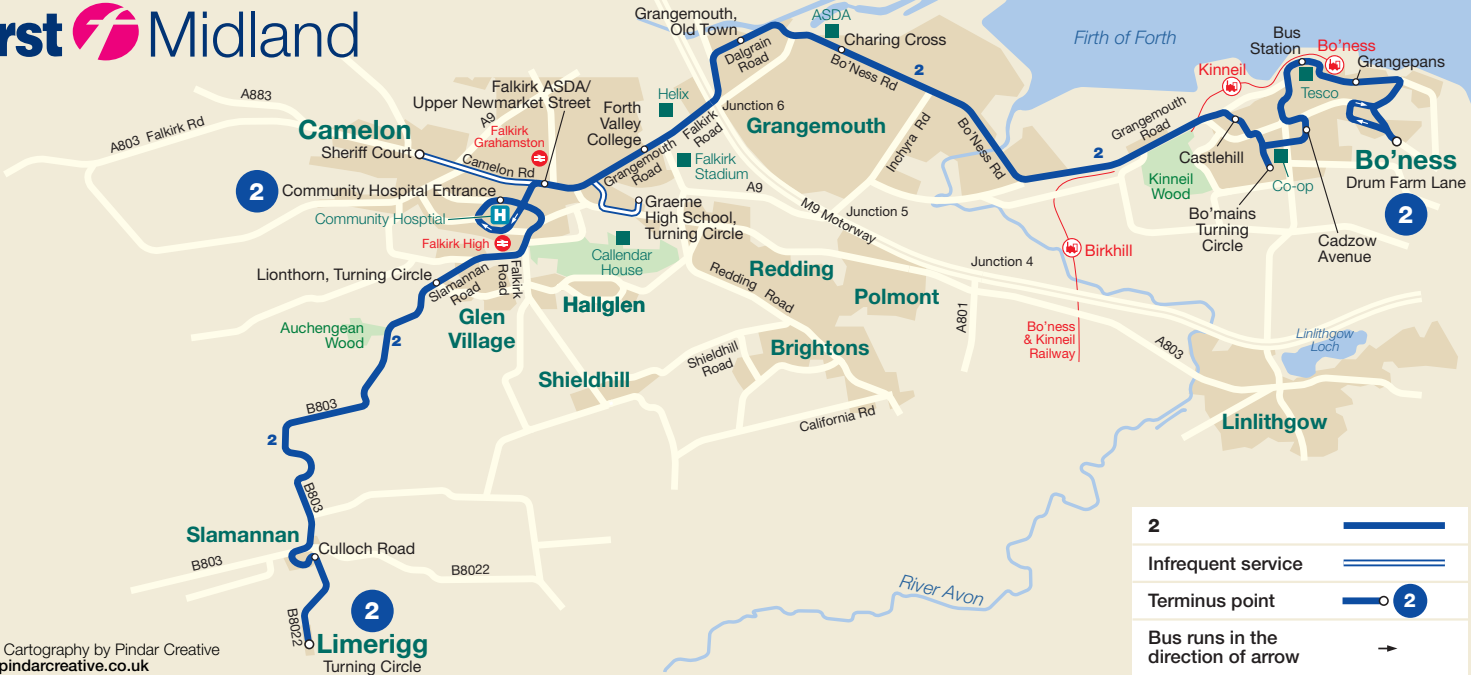 rst Midland
Grangemouth,
Old Town
ASDA
Charing Cross
Dalgrain
Road
Bo'Ness Rd
2
Firth of Forth
Bus
Station
Bo'ness
Grangepans
Kinneil
Tesco
A883
A803 Falkirk Rd
Falkirk ASDA/
Upper Newmarket Street
A9
Forth
Valley
College
Helix
Junction 6
Falkirk
Road
Grangemouth
Grangemouth
Road
Camelon
Sheriff Court
Falkirk
Grahamston
Camelon Rd
Grangemouth
Road
Falkirk
Stadium
Inchyra Rd
Bo'Ness Rd
2
Castlehill
Kinneil
Wood
Co-op
Bo'ness
Drum Farm Lane
2
2
Community Hospital Entrance
Community Hosptial
H
Falkirk High
A9
M9 Motorway
Junction 5
Graeme
High School,
Turning Circle
Bo'mains
Turning
Circle
Cadzow
Avenue
Callendar
House
Birkhill
Junction 4
Lionthorn, Turning Circle
Slamannan
Road
Falkirk
Road
Redding
Redding Road
Hallglen
Polmont
A801
Auchengean
Wood
2
Glen
Village
Bo'ness
& Kinneil
Railway
A803
Linlithgow
Loch
Shieldhill
Shieldhill
Road
Brightons
California Rd
Linlithgow
B803
2
B803
Slamannan
Culloch Road
B803
B8022
B8022
2
Limerigg
Turning Circle
River Avon
Cartography by Pindar Creative
pindarcreative.co.uk
2
Infrequent service
Terminus point 2
Bus runs in the
direction of arrow